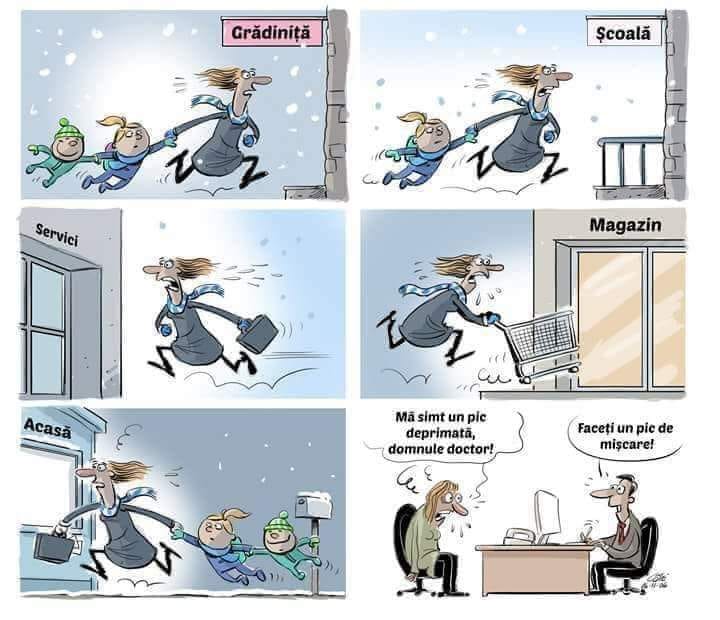 Grădiniță
Școală
Servici
Magazin
Acasă
Mă simt un pic
deprimată,
domnule doctor!
Faceți un pic de
mișcare!